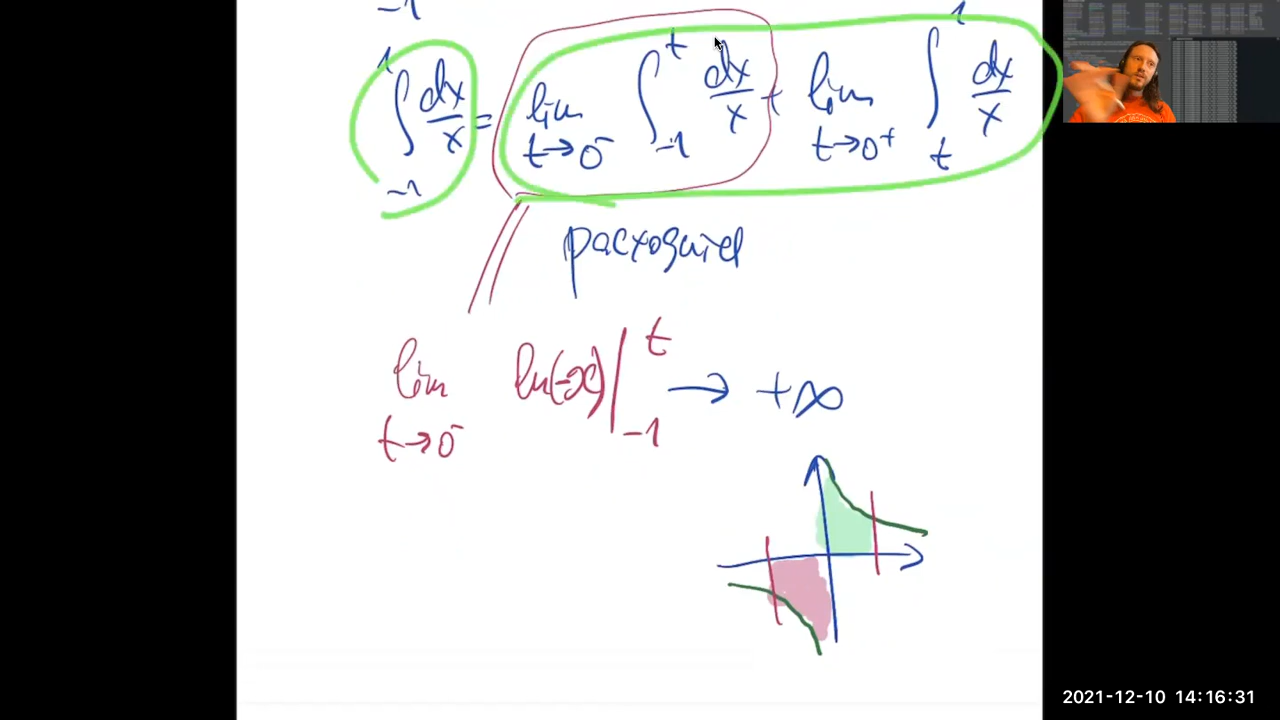 -1
∫_{-1}^{1} dx/x = lim_{t→0⁻} ∫_{-1}^{t} dx/x + lim_{t→0⁺} ∫_{t}^{1} dx/x
расходится
lim_{t→0⁻} ln(-x) |_{-1}^{t} → +∞
2021-12-10 14:16:31